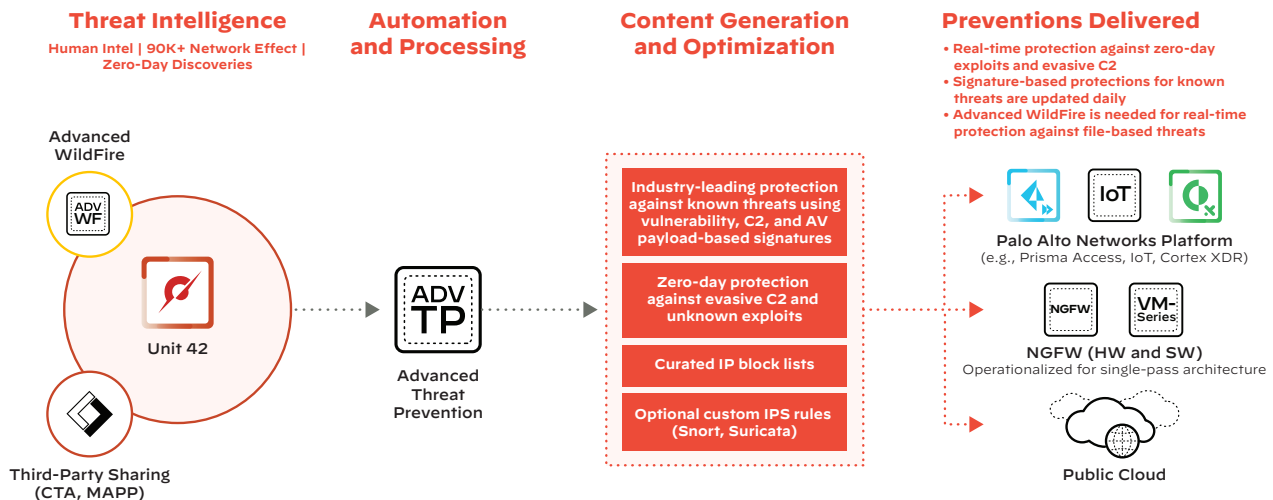 Threat Intelligence
Human Intel | 90K+ Network Effect |
Zero-Day Discoveries
Advanced
WildFire
ADV
WF
Unit 42
Third-Party Sharing
(CTA, MAPP)
Automation
and Processing
ADV
TP
Advanced
Threat
Prevention
Content Generation
and Optimization
Industry-leading protection
against known threats using
vulnerability, C2, and AV
payload-based signatures
Zero-day protection
against evasive C2 and
unknown exploits
Curated IP block lists
Optional custom IPS rules
(Snort, Suricata)
Preventions Delivered
• Real-time protection against zero-day
exploits and evasive C2
• Signature-based protections for known
threats are updated daily
• Advanced WildFire is needed for real-time
protection against file-based threats
IoT
Palo Alto Networks Platform
(e.g., Prisma Access, IoT, Cortex XDR)
NGFW
VM-
Series
NGFW (HW and SW)
Operationalized for single-pass architecture
Public Cloud